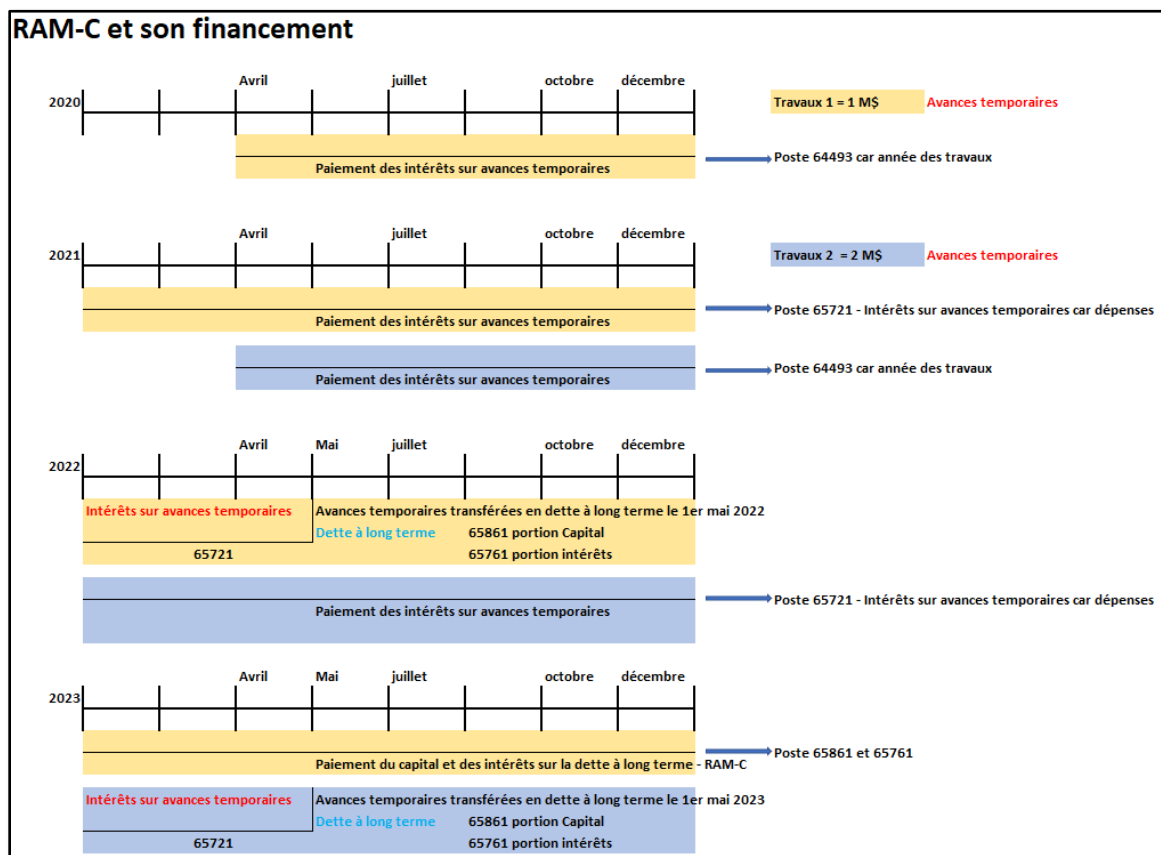 RAM-C et son financement
Avril juillet octobre décembre
2020
Travaux 1 = 1 M$ Avances temporaires
Poste 64493 car année des travaux
Paiement des intérêts sur avances temporaires
Avril juillet octobre décembre
2021
Travaux 2 = 2 M$ Avances temporaires
Poste 65721 - Intérêts sur avances temporaires car dépenses
Paiement des intérêts sur avances temporaires
Poste 64493 car année des travaux
Paiement des intérêts sur avances temporaires
Avril Mai juillet octobre décembre
2022
Intérêts sur avances temporaires Avances temporaires transférées en dette à long terme le 1er mai 2022
Dette à long terme 65861 portion Capital
65721 65761 portion intérêts
Poste 65721 - Intérêts sur avances temporaires car dépenses
Paiement des intérêts sur avances temporaires
Avril Mai juillet octobre décembre
2023
Poste 65861 et 65761
Paiement du capital et des intérêts sur la dette à long terme - RAM-C
Intérêts sur avances temporaires Avances temporaires transférées en dette à long terme le 1er mai 2023
Dette à long terme 65861 portion Capital
65721 65761 portion intérêts